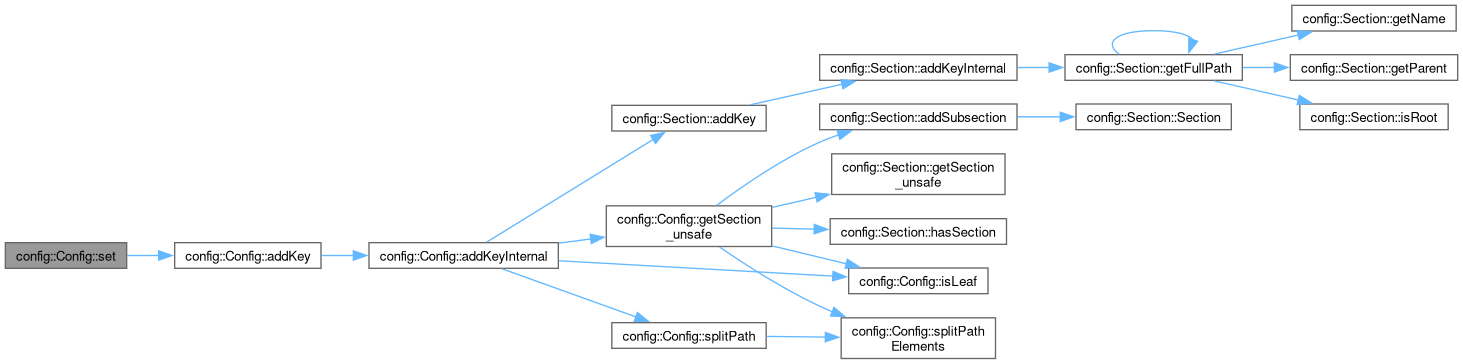 config::Config::set
config::Config::addKey
config::Config::addKeyInternal
config::Section::addKey
config::Config::getSection
_unsafe
config::Config::splitPath
config::Section::addKeyInternal
config::Section::addSubsection
config::Section::getSection
_unsafe
config::Section::hasSection
config::Config::isLeaf
config::Config::splitPath
Elements
config::Section::getFullPath
config::Section::Section
config::Section::getName
config::Section::getParent
config::Section::isRoot